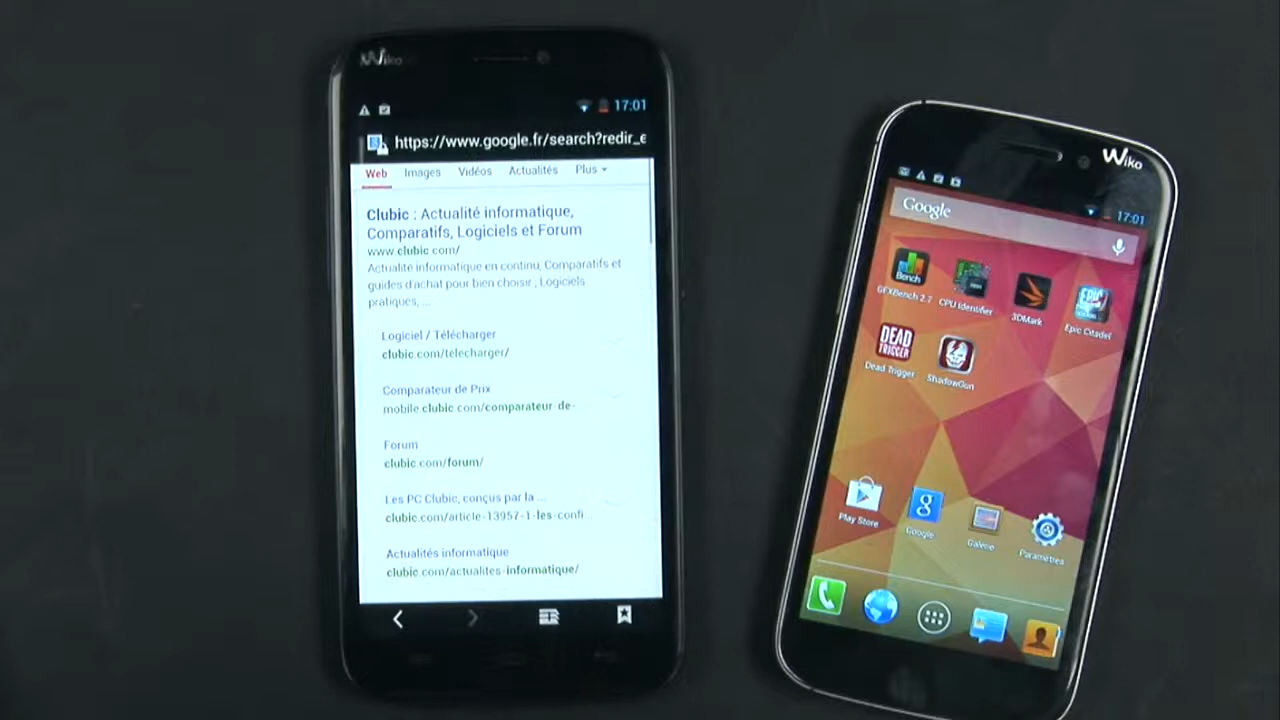 Wiko
17:01
https://www.google.fr/search?redir_e
Web Images Vidéos Actualités Plus
Clubic : Actualité informatique,
Comparatifs, Logiciels et Forum
www.clubic.com/
Actualité informatique en continu, Comparatifs et
guides d'achat pour bien choisir ; Logiciels
pratiques, ...
Logiciel / Télécharger
clubic.com/telecharger/
Comparateur de Prix
mobile.clubic.com/comparateur-de-
Forum
clubic.com/forum/
Les PC Clubic, conçus par la ...
clubic.com/article-13957-1-les-confi...
Actualités informatique
clubic.com/actualites-informatique/
Wiko
17:01
Google
Bench
GFXBench 2.7 CPU Identifier 3DMark Epic Citadel
EPIC
DEAD
TRIGGER
Dead Trigger ShadowGun
g
Play Store Google Galerie Paramètres